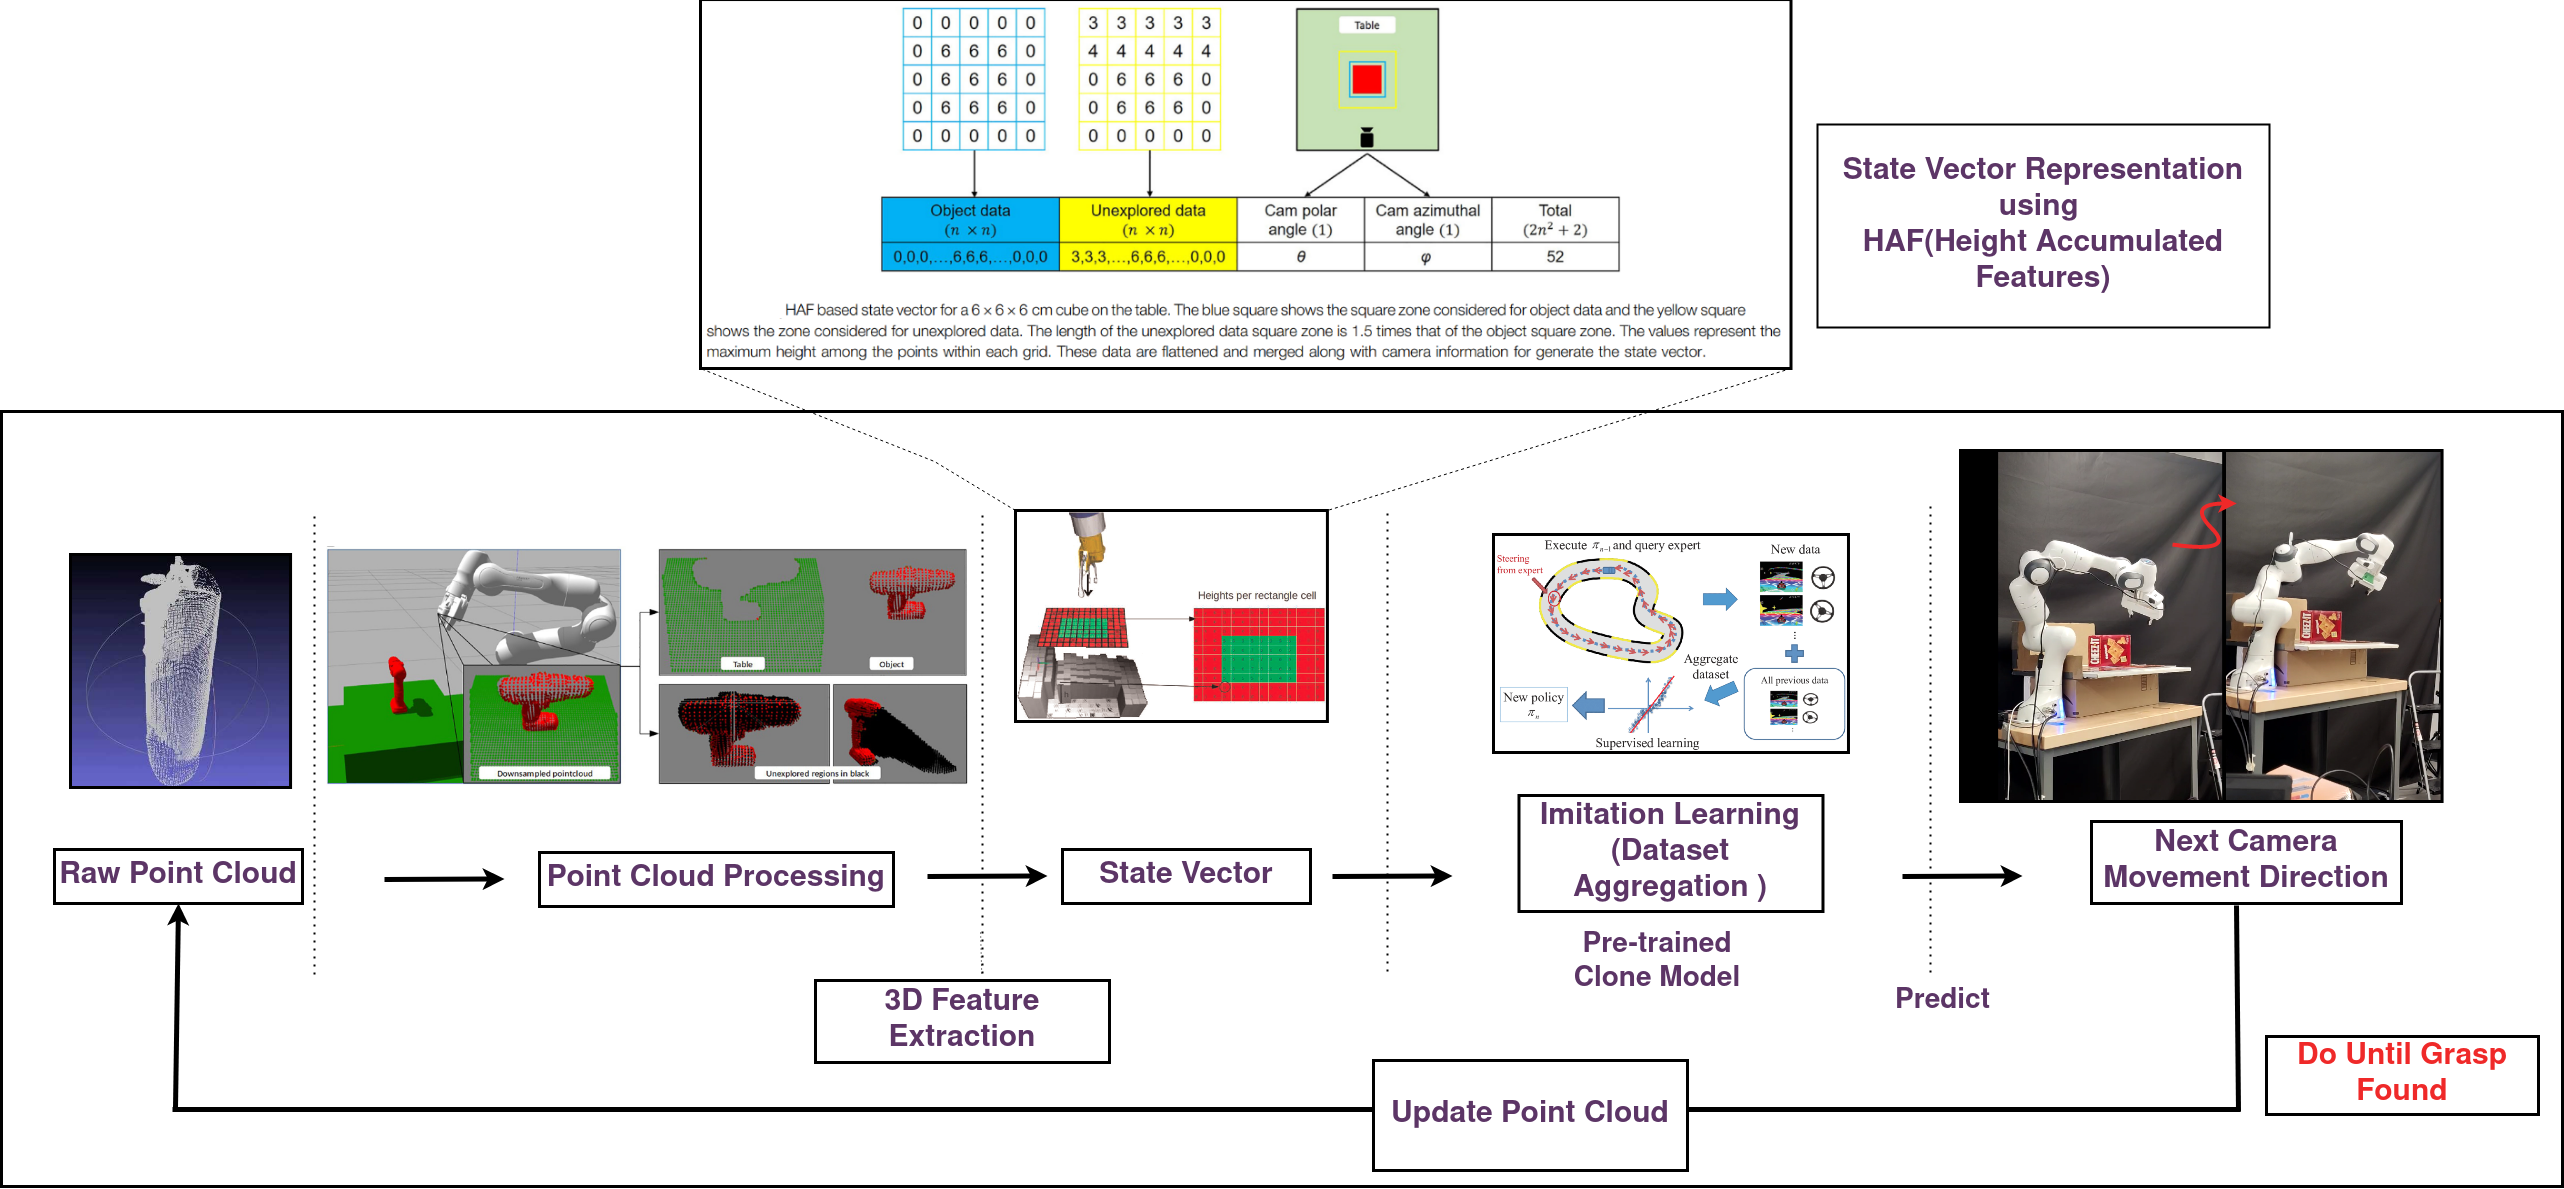 0 0 0 0 0
0 6 6 6 0
0 6 6 6 0
0 6 6 6 0
0 0 0 0 0
3 3 3 3 3
4 4 4 4 4
0 6 6 6 0
0 6 6 6 0
0 0 0 0 0
Table
Object data
(n × n)
Unexplored data
(n × n)
Cam polar
angle (1)
Cam azimuthal
angle (1)
Total
(2n² + 2)
0,0,0,...,6,6,6,...,0,0,0
3,3,3,...,6,6,6,...,0,0,0
θ
φ
52
HAF based state vector for a 6 × 6 × 6 cm cube on the table. The blue square shows the square zone considered for object data and the yellow square
shows the zone considered for unexplored data. The length of the unexplored data square zone is 1.5 times that of the object square zone. The values represent the
maximum height among the points within each grid. These data are flattened and merged along with camera information for generate the state vector.
State Vector Representation
using
HAF(Height Accumulated
Features)
Downsampled pointcloud
Table
Object
Unexplored regions in black
Heights per rectangle cell
Execute πn−1 and query expert
Steering
from expert
New data
Aggregate
dataset
All previous data
New policy
πn
Supervised learning
CHEEZ-IT
CHEEZ-IT
Raw Point Cloud
Point Cloud Processing
State Vector
Imitation Learning
(Dataset
Aggregation )
Next Camera
Movement Direction
Pre-trained
Clone Model
Predict
3D Feature
Extraction
Do Until Grasp
Found
Update Point Cloud